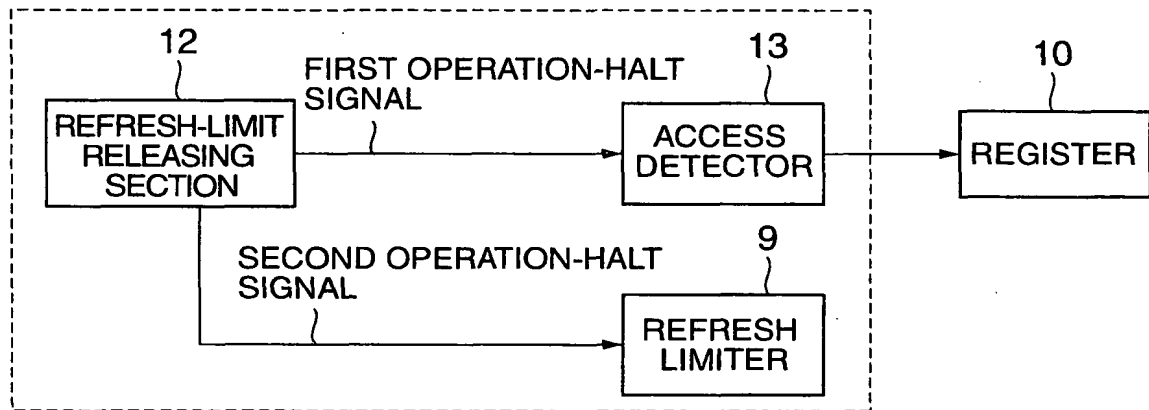 12
FIRST OPERATION-HALT
SIGNAL
13
10
REFRESH-LIMIT
RELEASING
SECTION
ACCESS
DETECTOR
REGISTER
SECOND OPERATION-HALT
SIGNAL
9
REFRESH
LIMITER